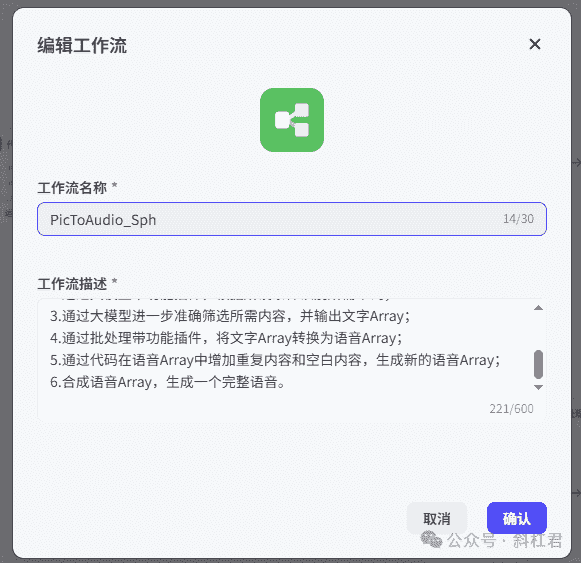 编辑工作流
工作流名称 *
PicToAudio_Sph
14/30
工作流描述 *
3.通过大模型进一步准确筛选所需内容，并输出文字Array；
4.通过批处理带功能插件，将文字Array转换为语音Array；
5.通过代码在语音Array中增加重复内容和空白内容，生成新的语音Array；
6.合成语音Array，生成一个完整语音。
221/600
取消
确认
公众号 · 斜杠君